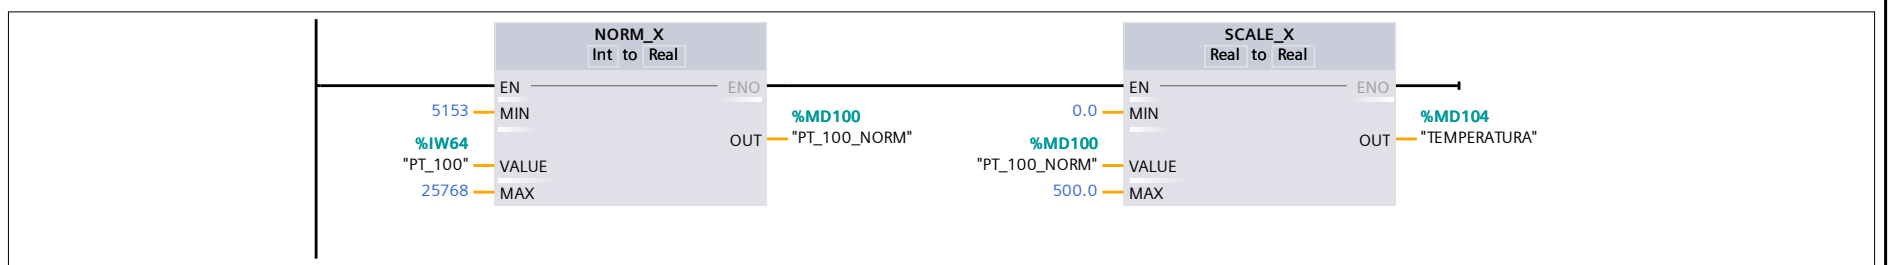 NORM_X
Int to Real
EN ENO
5153 MIN
%MD100
"PT_100_NORM"
OUT
%IW64
"PT_100" VALUE
25768 MAX
SCALE_X
Real to Real
EN ENO
0.0 MIN
%MD104
"TEMPERATURA"
OUT
%MD100
"PT_100_NORM" VALUE
500.0 MAX